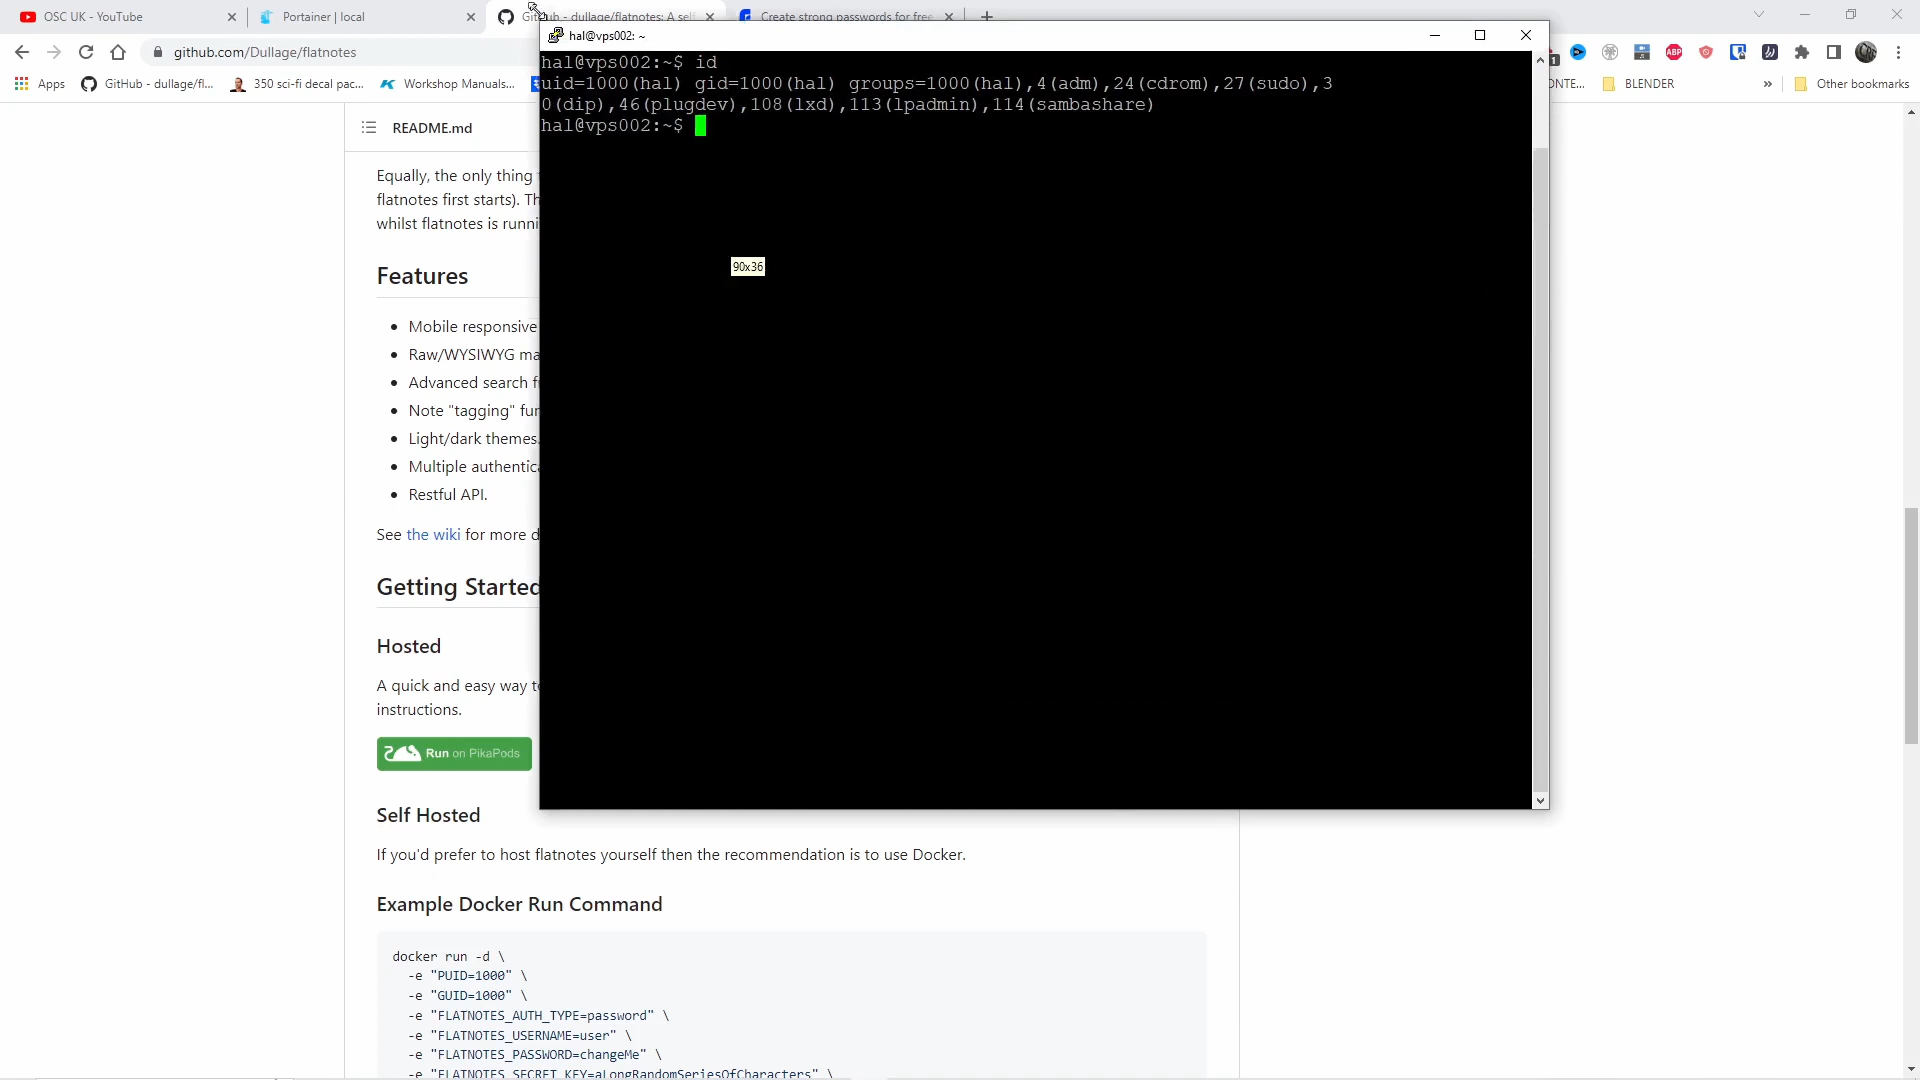 OSC UK - YouTube
Portainer | local
GitHub - dullage/flatnotes: A self
Create strong passwords for free
hal@vps002: ~
github.com/Dullage/flatnotes
Apps
GitHub - dullage/fl...
350 sci-fi decal pac...
Workshop Manuals...
ONTE...
BLENDER
»
Other bookmarks
hal@vps002:~$ id
uid=1000(hal) gid=1000(hal) groups=1000(hal),4(adm),24(cdrom),27(sudo),3
0(dip),46(plugdev),108(lxd),113(lpadmin),114(sambashare)
hal@vps002:~$
90x36
README.md
Equally, the only thing
flatnotes first starts). Th
whilst flatnotes is runni
Features
Mobile responsive
Raw/WYSIWYG ma
Advanced search f
Note "tagging" fun
Light/dark themes.
Multiple authentica
Restful API.
See the wiki for more d
Getting Started
Hosted
A quick and easy way to
instructions.
Run on PikaPods
Self Hosted
If you'd prefer to host flatnotes yourself then the recommendation is to use Docker.
Example Docker Run Command
docker run -d \
-e "PUID=1000" \
-e "GUID=1000" \
-e "FLATNOTES_AUTH_TYPE=password" \
-e "FLATNOTES_USERNAME=user" \
-e "FLATNOTES_PASSWORD=changeMe" \
-e "FLATNOTES_SECRET_KEY=aLongRandomSeriesOfCharacters" \